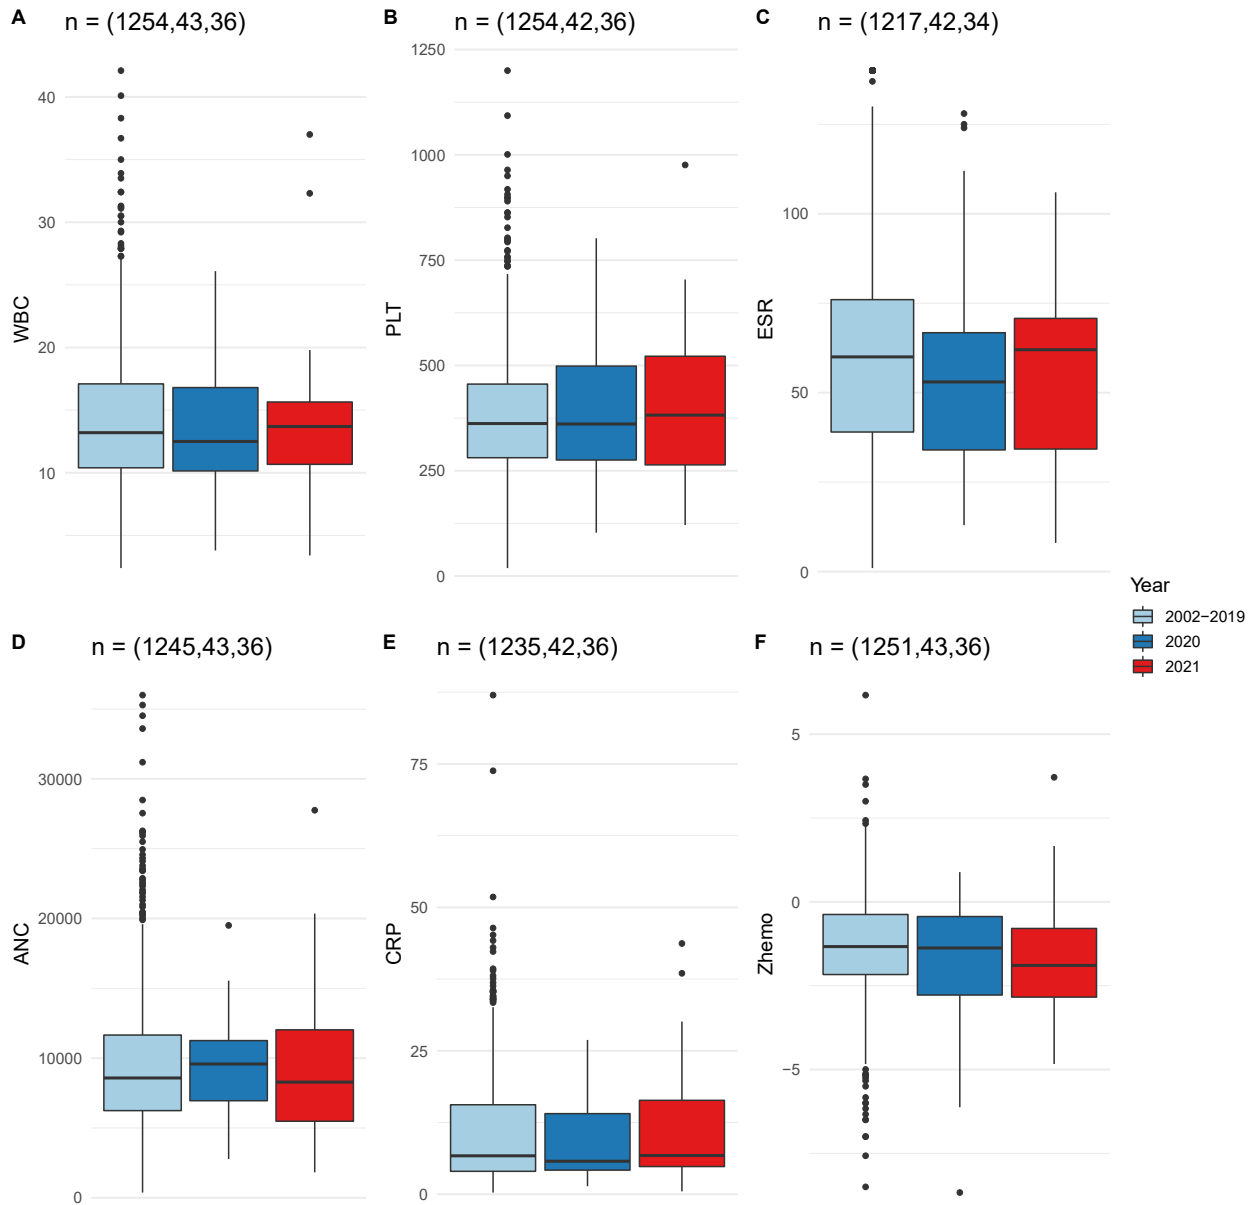 A
n = (1254,43,36)
WBC
40
30
20
10
B
n = (1254,42,36)
PLT
1250
1000
750
500
250
0
C
n = (1217,42,34)
ESR
100
50
0
D
n = (1245,43,36)
ANC
30000
20000
10000
0
E
n = (1235,42,36)
CRP
75
50
25
0
F
n = (1251,43,36)
Zhemo
5
0
−5
Year
2002−2019
2020
2021